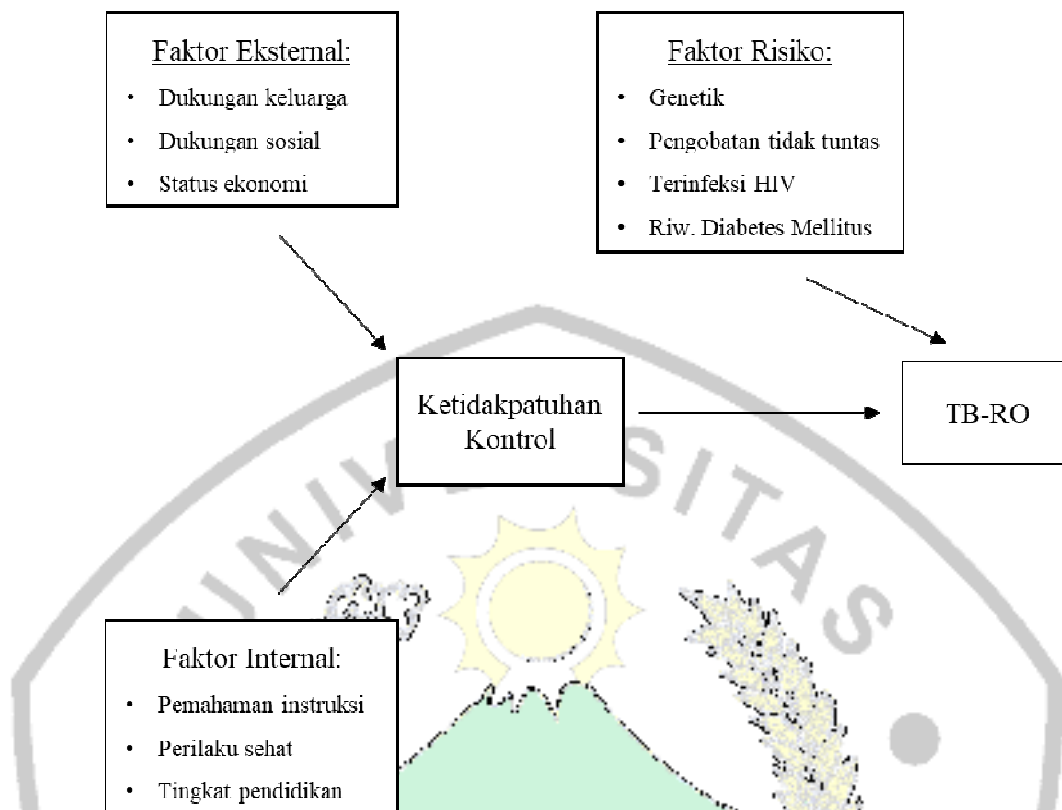 Faktor Eksternal:
• Dukungan keluarga
• Dukungan sosial
• Status ekonomi
Faktor Risiko:
• Genetik
• Pengobatan tidak tuntas
• Terinfeksi HIV
• Riw. Diabetes Mellitus
Ketidakpatuhan
Kontrol
TB-RO
UNIVERSITAS
Faktor Internal:
• Pemahaman instruksi
• Perilaku sehat
• Tingkat pendidikan